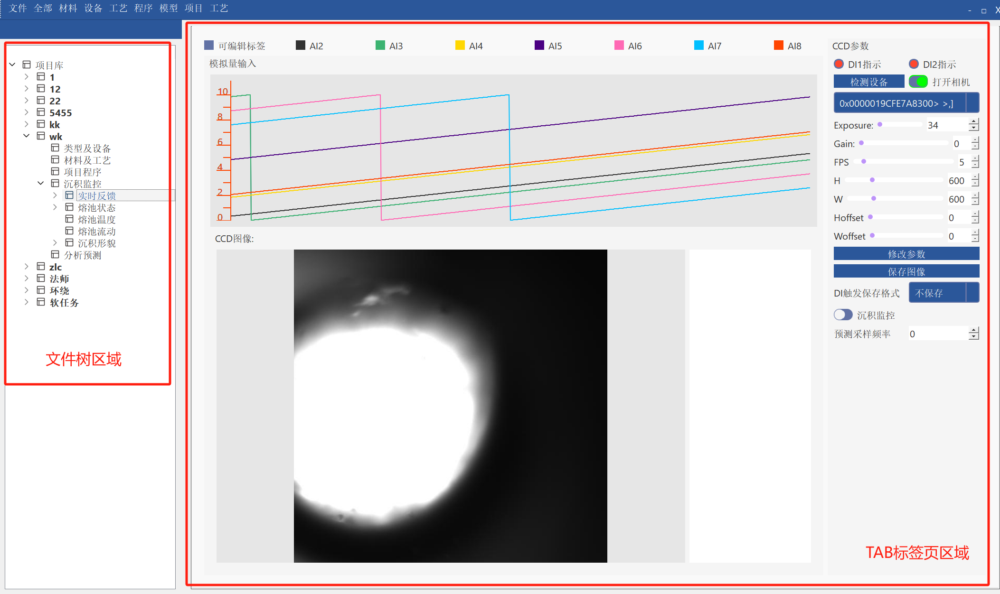 文件 全部 材料 设备 工艺 程序 模型 项目 工艺
项目库
1
12
22
5455
kk
wk
类型及设备
材料及工艺
项目程序
沉积监控
实时反馈
熔池状态
熔池温度
熔池流动
沉积形貌
分析预测
zlc
法师
环绕
软任务
文件树区域
可编辑标签 AI2 AI3 AI4 AI5 AI6 AI7 AI8
模拟量输入
10
8
6
4
2
0
CCD图像:
CCD参数
DI1指示 DI2指示
检测设备 打开相机
0x0000019CFE7A8300> >,]
Exposure: 34
Gain: 0
FPS 5
H 600
W 600
Hoffset 0
Woffset 0
修改参数
保存图像
DI触发保存格式 不保存
沉积监控
预测采样频率 0
TAB标签页区域